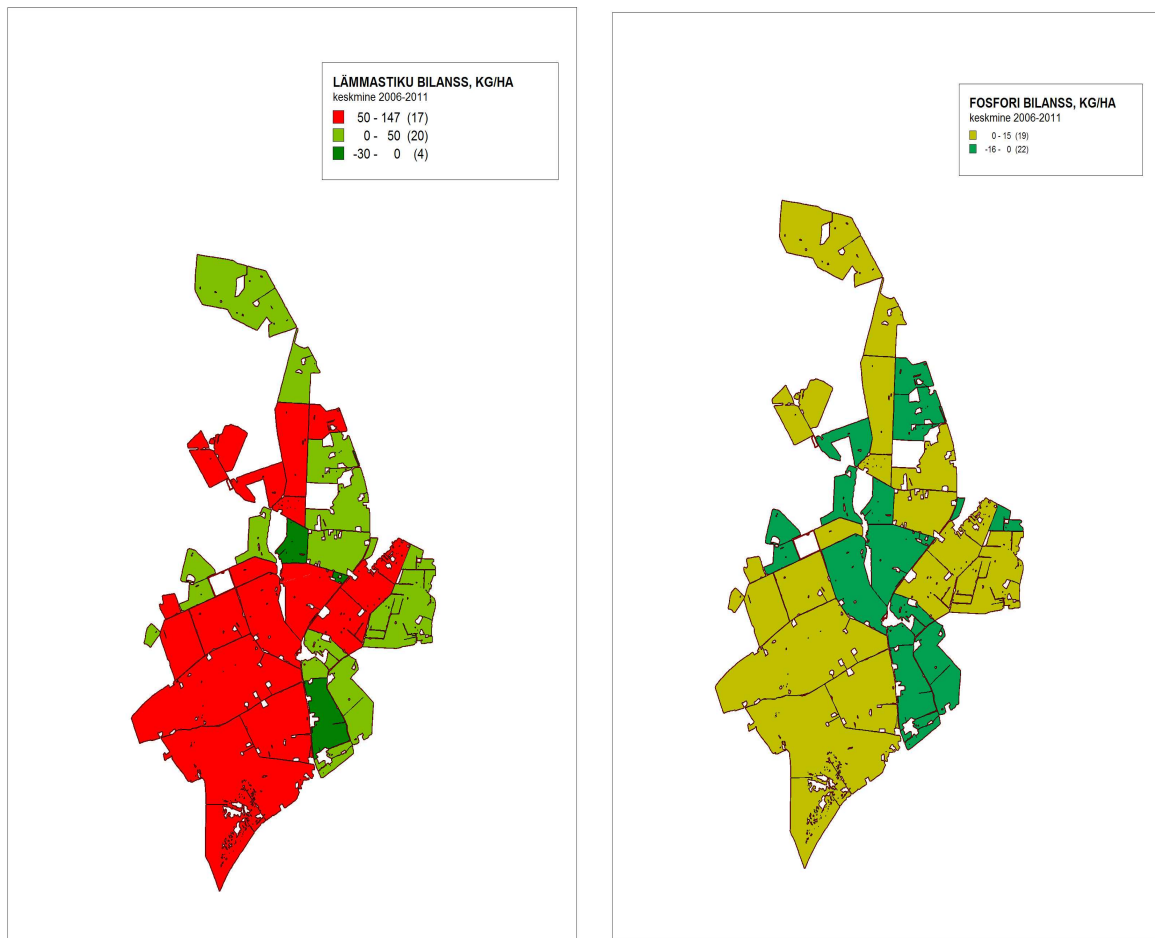 LÄMMASTIKU BILANSS, KG/HA
keskmine 2006-2011
50 - 147 (17)
0 - 50 (20)
-30 - 0 (4)
FOSFORI BILANSS, KG/HA
keskmine 2006-2011
0 - 15 (19)
-16 - 0 (22)